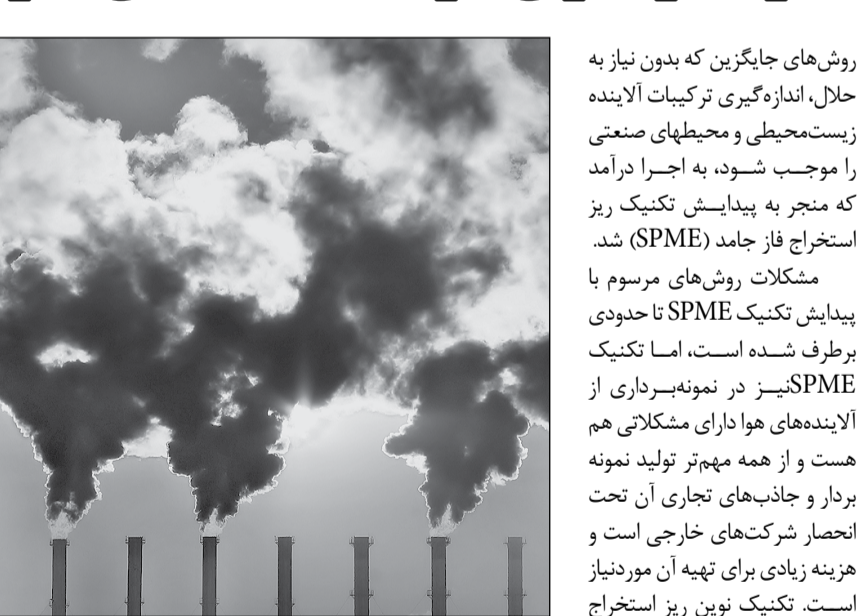 روش‌های جایگزین که بدون نیاز به
حلال، اندازه‌گیری ترکیبات آلاینده
زیست‌محیطی و محیطهای صنعتی
را موجب شود، به اجرا درآمد
که منجر به پیدایش تکنیک ریز
استخراج فاز جامد (SPME) شد.
مشکلات روش‌های مرسوم با
پیدایش تکنیک SPME تا حدودی
برطرف شده است، اما تکنیک
SPMEنیز در نمونه‌برداری از
آلاینده‌های هوا دارای مشکلاتی هم
هست و از همه مهم‌تر تولید نمونه
بردار و جاذب‌های تجاری آن تحت
انحصار شرکت‌های خارجی است و
هزینه زیادی برای تهیه آن موردنیاز
است. تکنیک نوین ریز استخراج